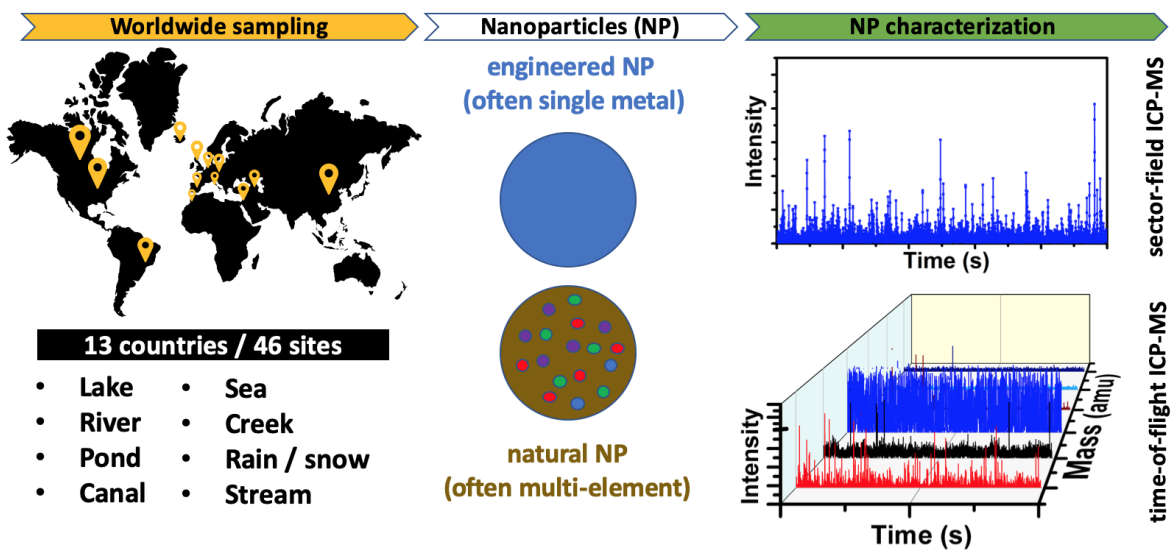 Worldwide sampling
Nanoparticles (NP)
NP characterization
13 countries / 46 sites
• Lake
• River
• Pond
• Canal
• Sea
• Creek
• Rain / snow
• Stream
engineered NP
(often single metal)
natural NP
(often multi-element)
Intensity
Time (s)
sector-field ICP-MS
Intensity
Time (s)
Mass (amu)
time-of-flight ICP-MS